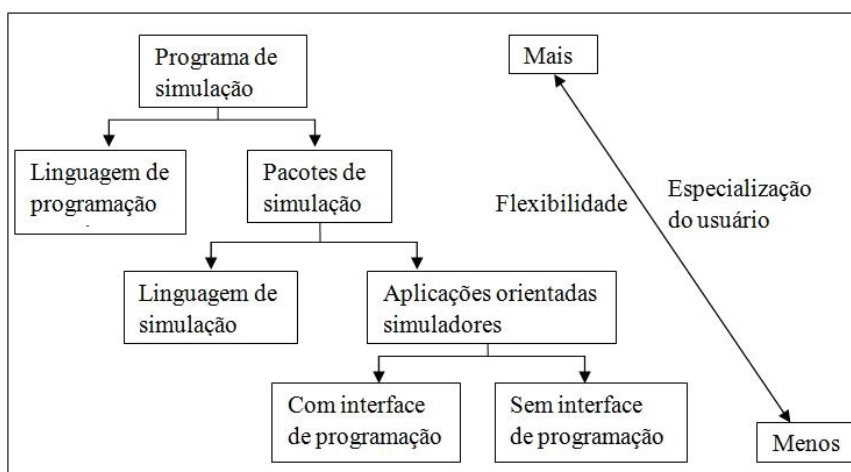 Programa de
simulação
Mais
Linguagem de
programação
Pacotes de
simulação
Flexibilidade
Especialização
do usuário
Linguagem de
simulação
Aplicações orientadas
simuladores
Com interface
de programação
Sem interface
de programação
Menos